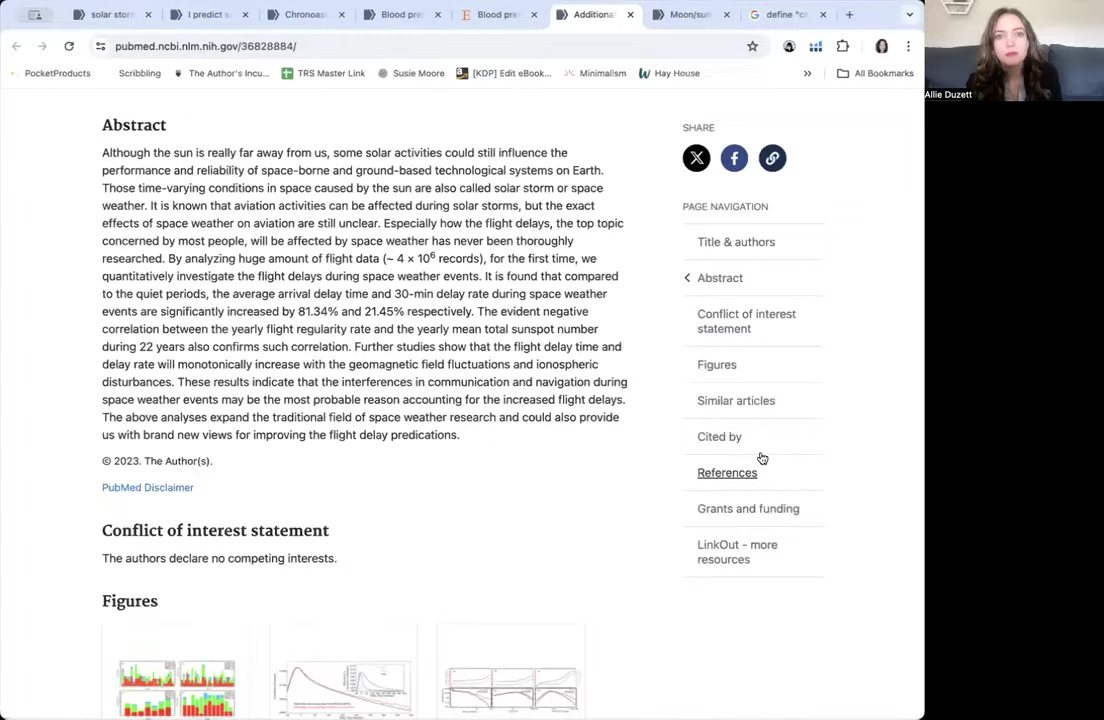 solar storm
I predict
Chronoast
Blood pre
Blood pre
Additiona
Moon/sun
define "c
pubmed.ncbi.nlm.nih.gov/36828884/
PocketProducts
Scribbling
The Author's Incu...
TRS Master Link
Susie Moore
[KDP] Edit eBook...
Minimalism
Hay House
»
All Bookmarks
Allie Duzett
Abstract
Although the sun is really far away from us, some solar activities could still influence the
performance and reliability of space-borne and ground-based technological systems on Earth.
Those time-varying conditions in space caused by the sun are also called solar storm or space
weather. It is known that aviation activities can be affected during solar storms, but the exact
effects of space weather on aviation are still unclear. Especially how the flight delays, the top topic
concerned by most people, will be affected by space weather has never been thoroughly
researched. By analyzing huge amount of flight data (~ 4 × 10⁶ records), for the first time, we
quantitatively investigate the flight delays during space weather events. It is found that compared
to the quiet periods, the average arrival delay time and 30-min delay rate during space weather
events are significantly increased by 81.34% and 21.45% respectively. The evident negative
correlation between the yearly flight regularity rate and the yearly mean total sunspot number
during 22 years also confirms such correlation. Further studies show that the flight delay time and
delay rate will monotonically increase with the geomagnetic field fluctuations and ionospheric
disturbances. These results indicate that the interferences in communication and navigation during
space weather events may be the most probable reason accounting for the increased flight delays.
The above analyses expand the traditional field of space weather research and could also provide
us with brand new views for improving the flight delay predications.
© 2023. The Author(s).
PubMed Disclaimer
Conflict of interest statement
The authors declare no competing interests.
Figures
SHARE
PAGE NAVIGATION
Title & authors
Abstract
Conflict of interest
statement
Figures
Similar articles
Cited by
References
Grants and funding
LinkOut - more
resources